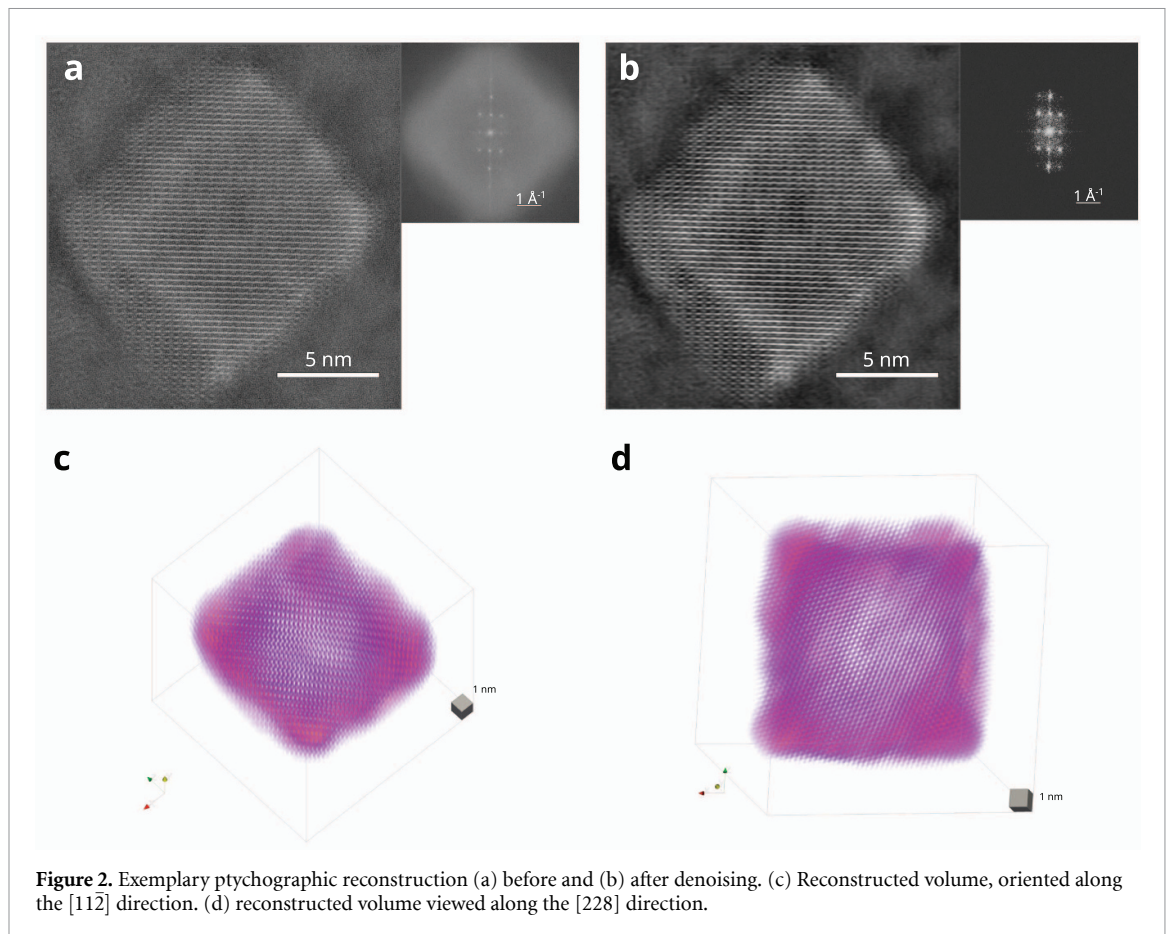 a
1 Å⁻¹
5 nm
b
1 Å⁻¹
5 nm
c
1 nm
d
1 nm
Figure 2. Exemplary ptychographic reconstruction (a) before and (b) after denoising. (c) Reconstructed volume, oriented along
the [112̅] direction. (d) reconstructed volume viewed along the [228] direction.